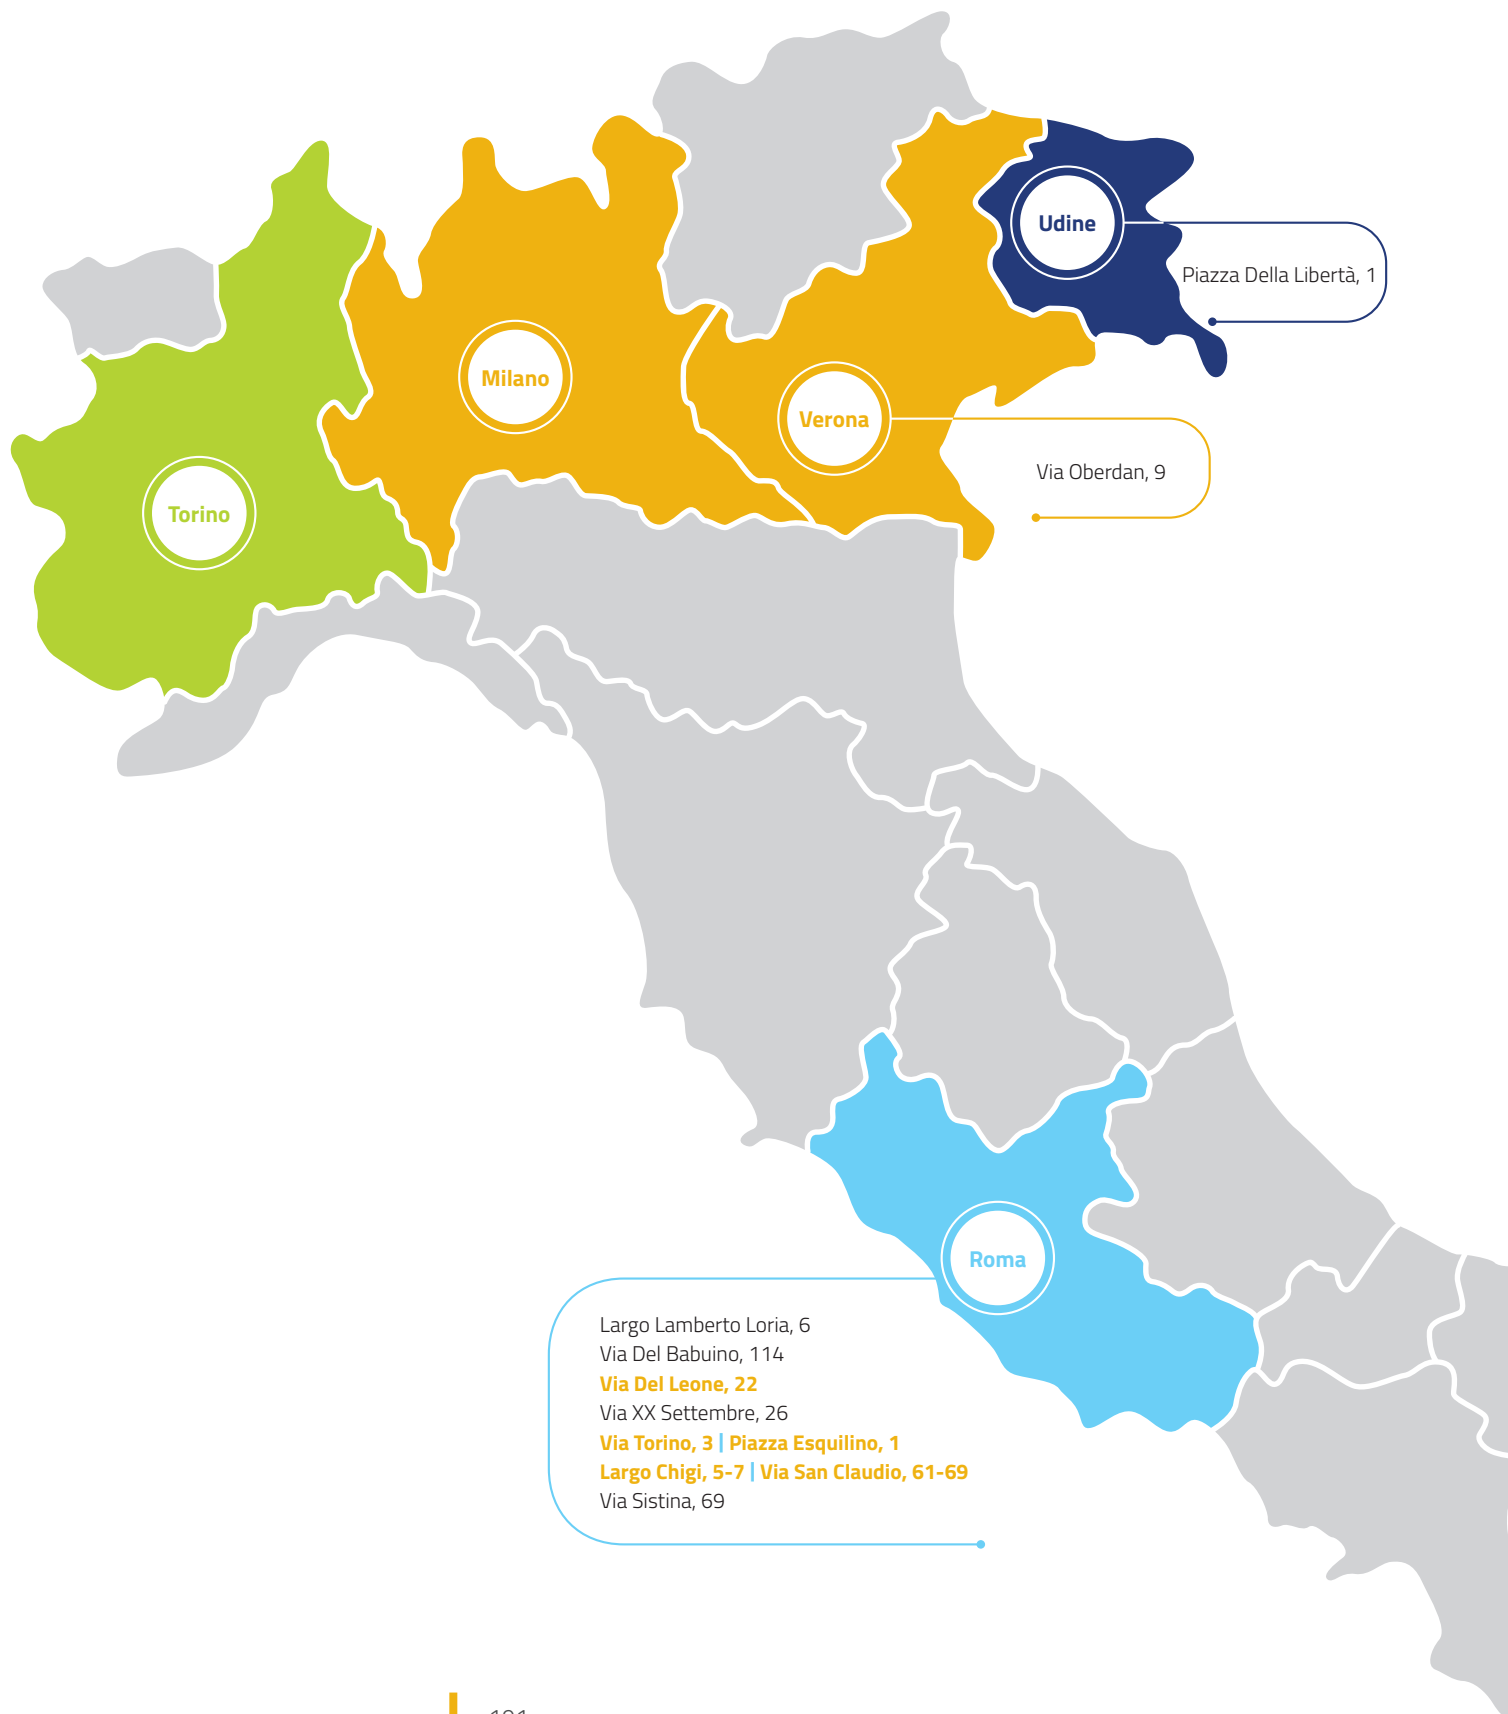 Udine
Piazza Della Libertà, 1
Milano
Verona
Via Oberdan, 9
Torino
Roma
Largo Lamberto Loria, 6
Via Del Babuino, 114
Via Del Leone, 22
Via XX Settembre, 26
Via Torino, 3 | Piazza Esquilino, 1
Largo Chigi, 5-7 | Via San Claudio, 61-69
Via Sistina, 69